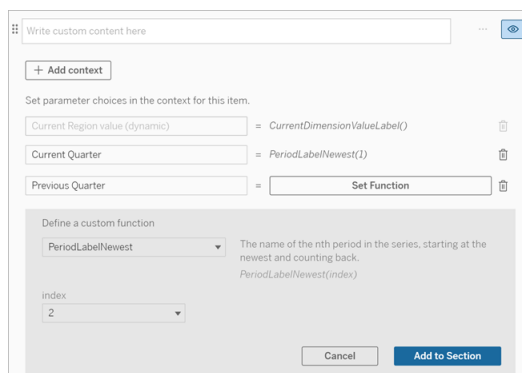 Write custom content here
+ Add context
Set parameter choices in the context for this item.
Current Region value (dynamic) = CurrentDimensionValueLabel()
Current Quarter = PeriodLabelNewest(1)
Previous Quarter = Set Function
Define a custom function
PeriodLabelNewest
The name of the nth period in the series, starting at the
newest and counting back.
PeriodLabelNewest(index)
index
2
Cancel Add to Section